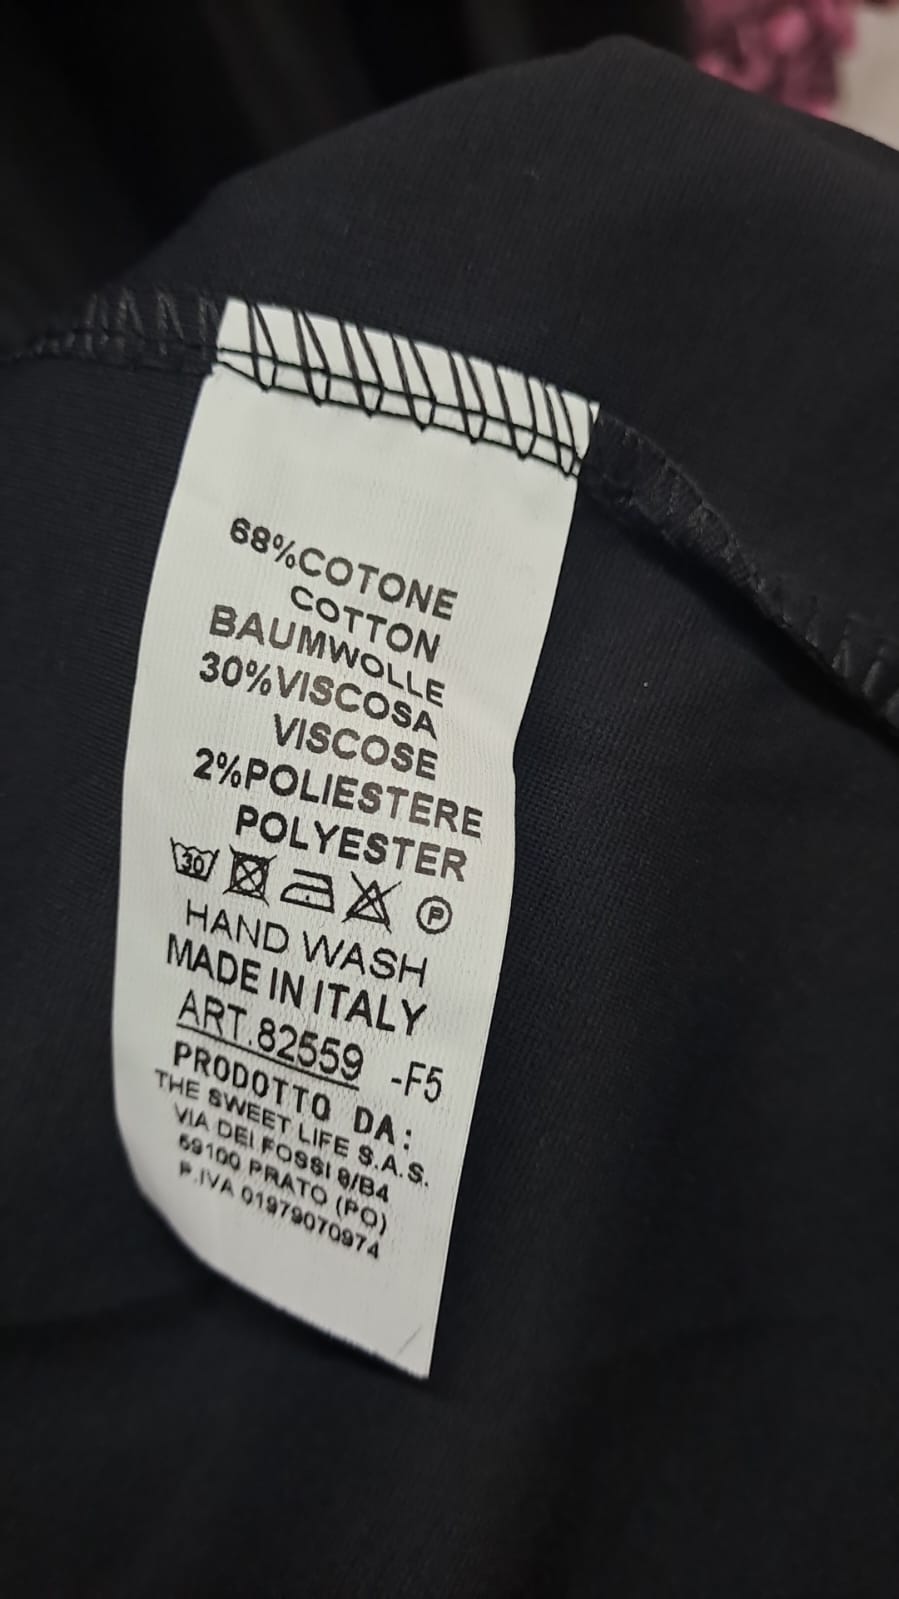 68%COTONE
COTTON
BAUMWOLLE
30%VISCOSA
VISCOSE
2%POLIESTERE
POLYESTER
30 P
HAND WASH
MADE IN ITALY
ART.82559 -F5
PRODOTTO DA:
THE SWEET LIFE S.A.S.
VIA DEI FOSSI 8/B4
59100 PRATO (PO)
P.IVA 01979070974